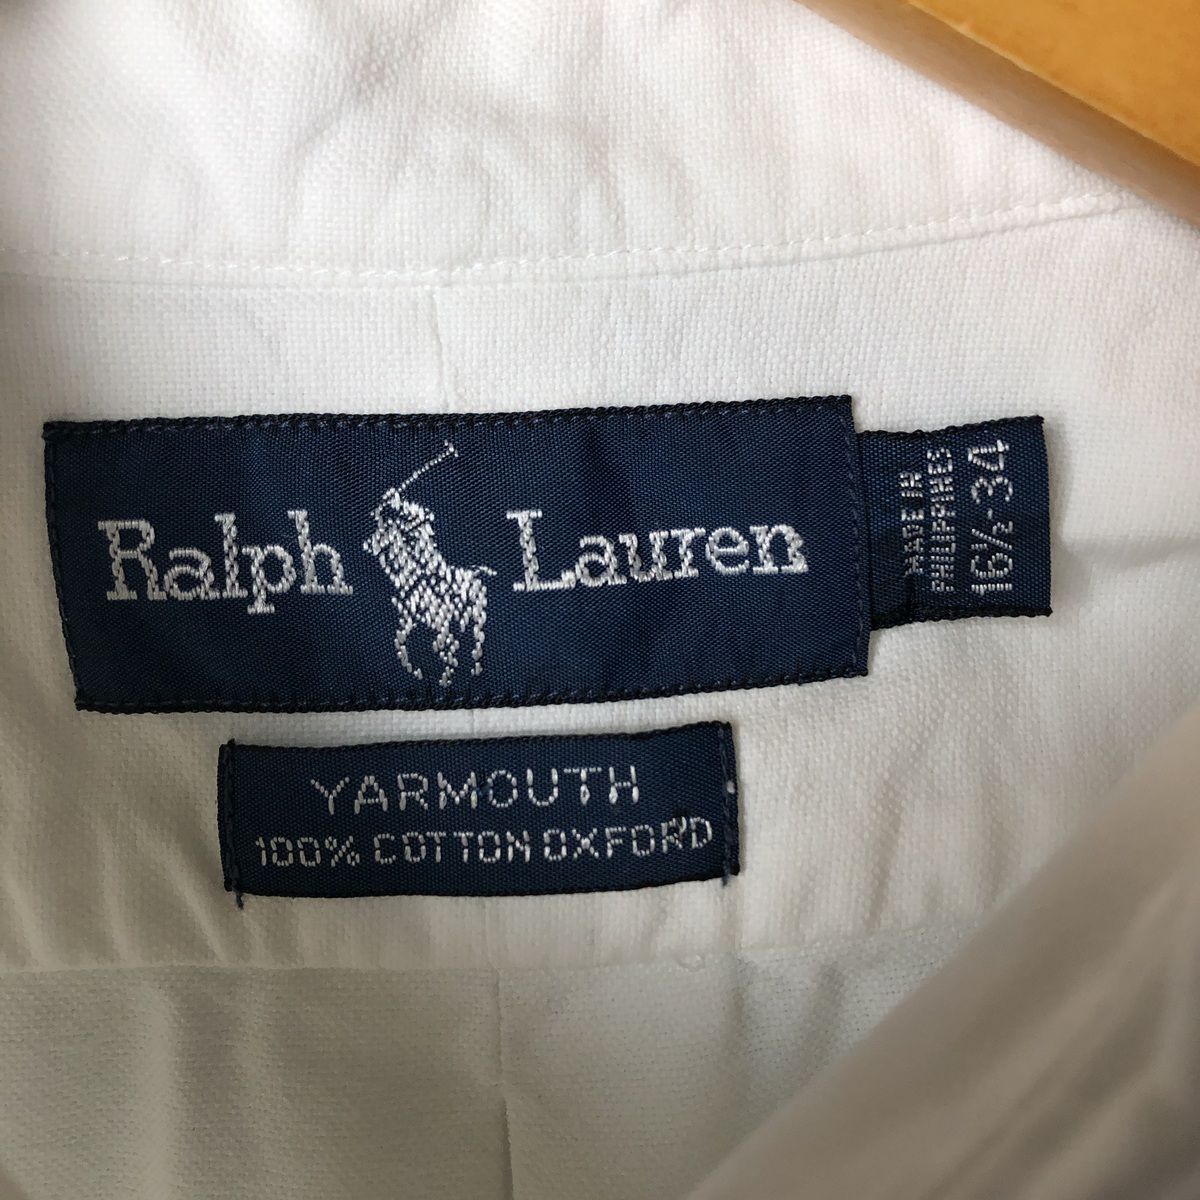 Ralph Lauren
MADE IN
PHILIPPINES
16½-34
YARMOUTH
100% COTTON OXFORD